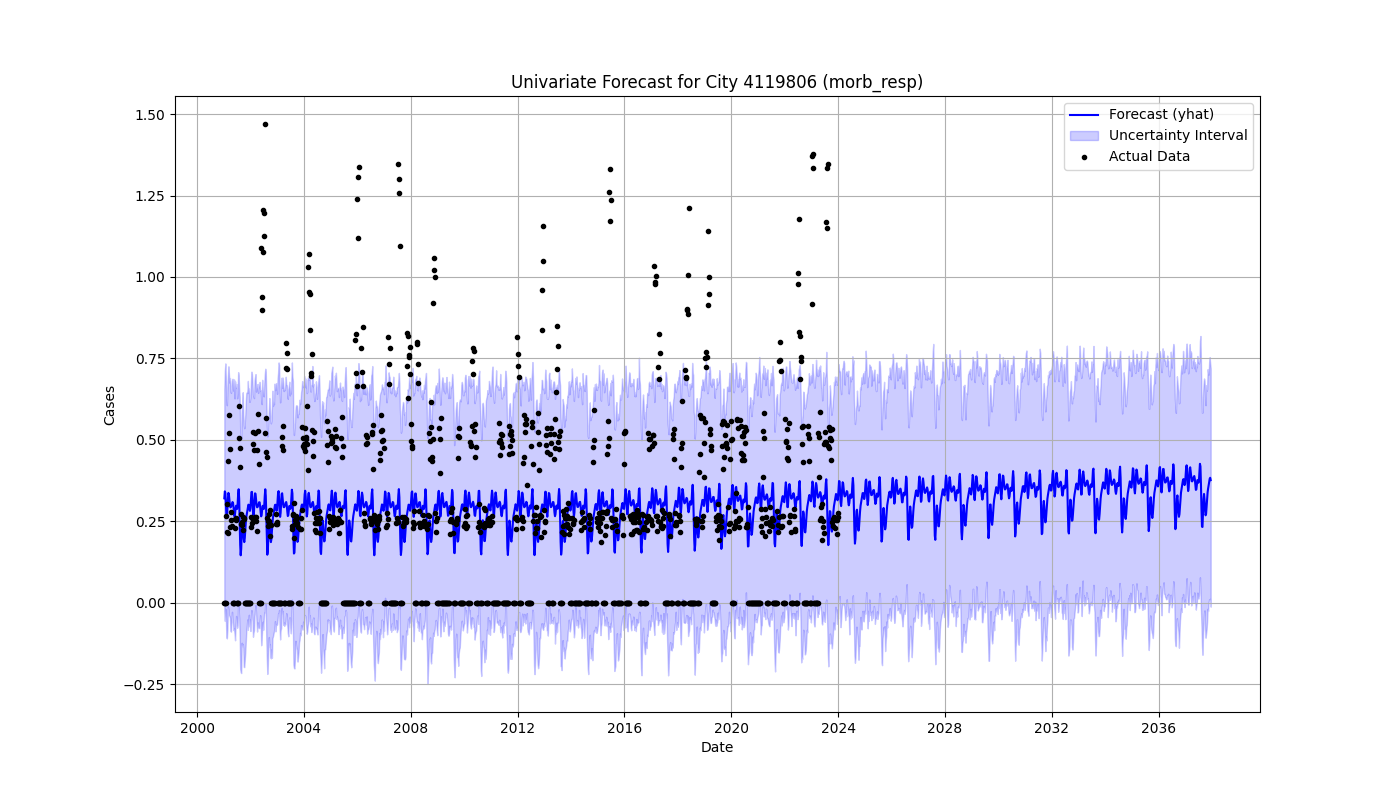 Univariate Forecast for City 4119806 (morb_resp)
Forecast (yhat)
Uncertainty Interval
Actual Data
Cases
1.50
1.25
1.00
0.75
0.50
0.25
0.00
−0.25
2000 2004 2008 2012 2016 2020 2024 2028 2032 2036
Date